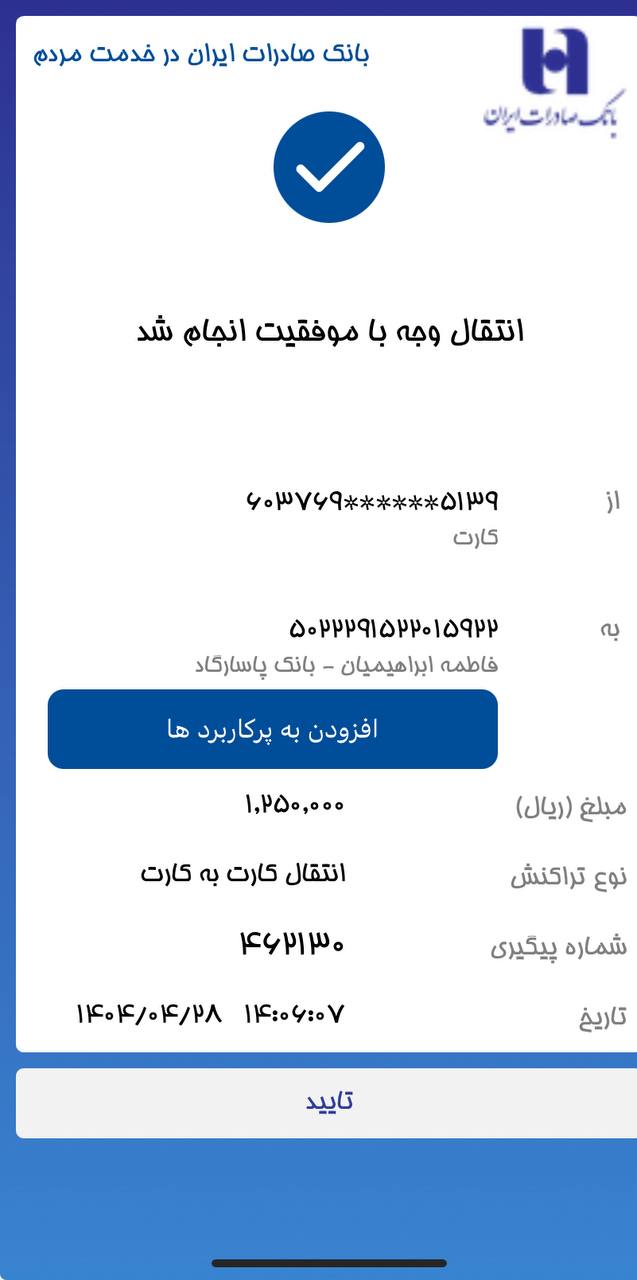 بانک صادرات ایران
بانک صادرات ایران در خدمت مردم
انتقال وجه با موفقیت انجام شد
از
۶۰۳۷۶۹******۵۱۳۹
کارت
به
۵۰۲۲۲۹۱۵۲۲۰۱۵۹۲۲
فاطمه ابراهیمیان - بانک پاسارگاد
افزودن به پرکاربرد ها
مبلغ (ریال) ۱,۲۵۰,۰۰۰
نوع تراکنش انتقال کارت به کارت
شماره پیگیری ۴۶۲۱۳۰
تاریخ ۱۴:۰۶:۰۷ ۱۴۰۴/۰۴/۲۸
تایید